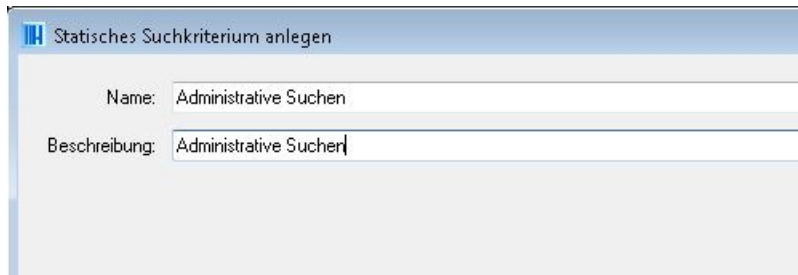 Statisches Suchkriterium anlegen
Name: Administrative Suchen
Beschreibung: Administrative Suchen